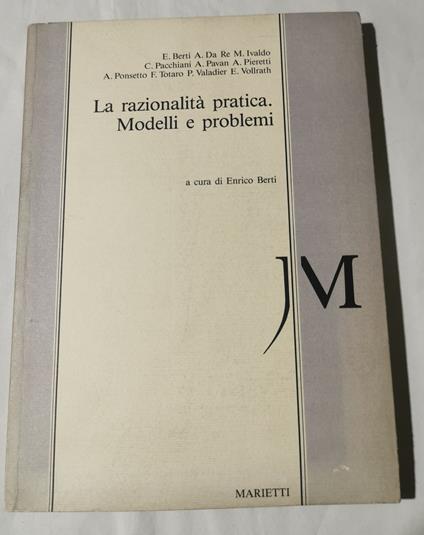 E. Berti A. Da Re M. Ivaldo
C. Pacchiani A. Pavan A. Pieretti
A. Ponsetto F. Totaro P. Valadier E. Vollrath
La razionalità pratica.
Modelli e problemi
a cura di Enrico Berti
JM
MARIETTI